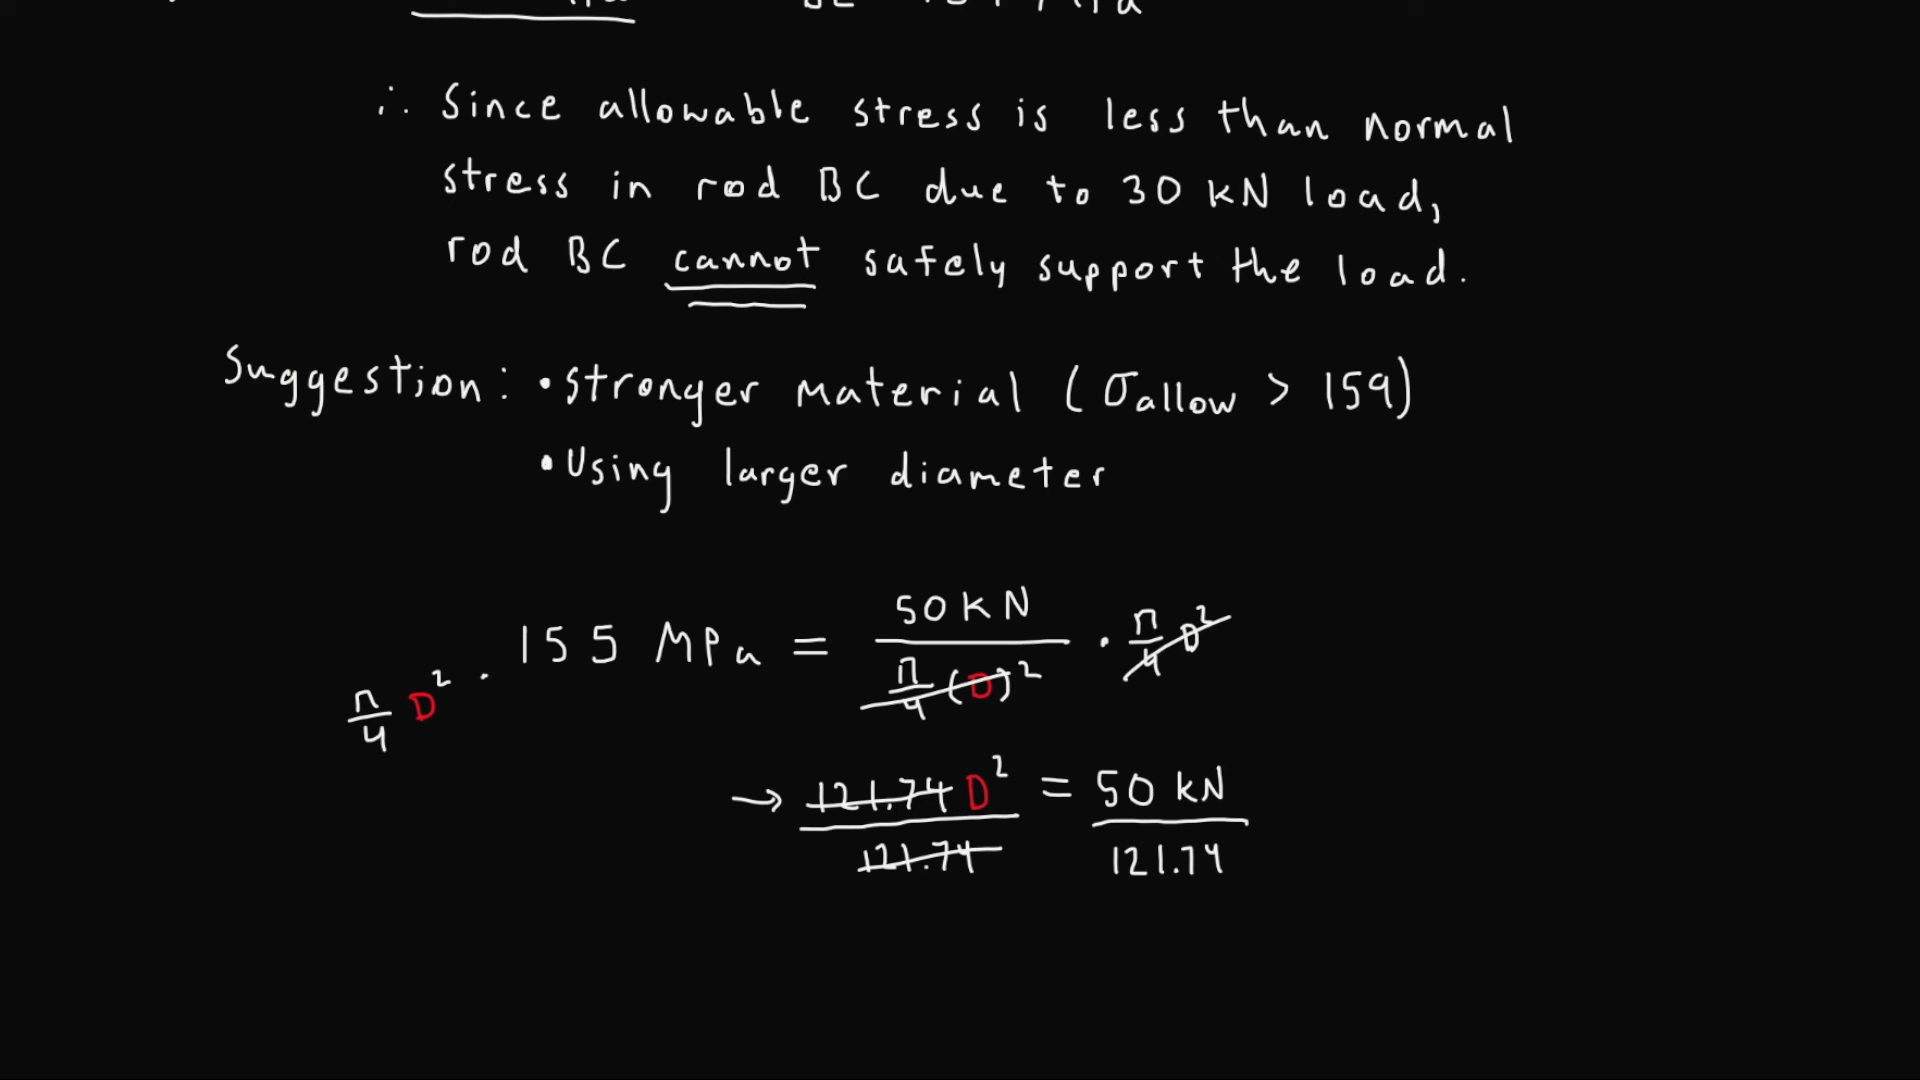 ∴ Since allowable stress is less than normal
stress in rod BC due to 30 kN load,
rod BC cannot safely support the load.
Suggestion: • stronger material (σallow > 159)
• Using larger diameter
π/4 D² · 155 MPa = 50 kN / π/4 (D)² · π/4 D²
→ 121.74 D² / 121.74 = 50 kN / 121.74